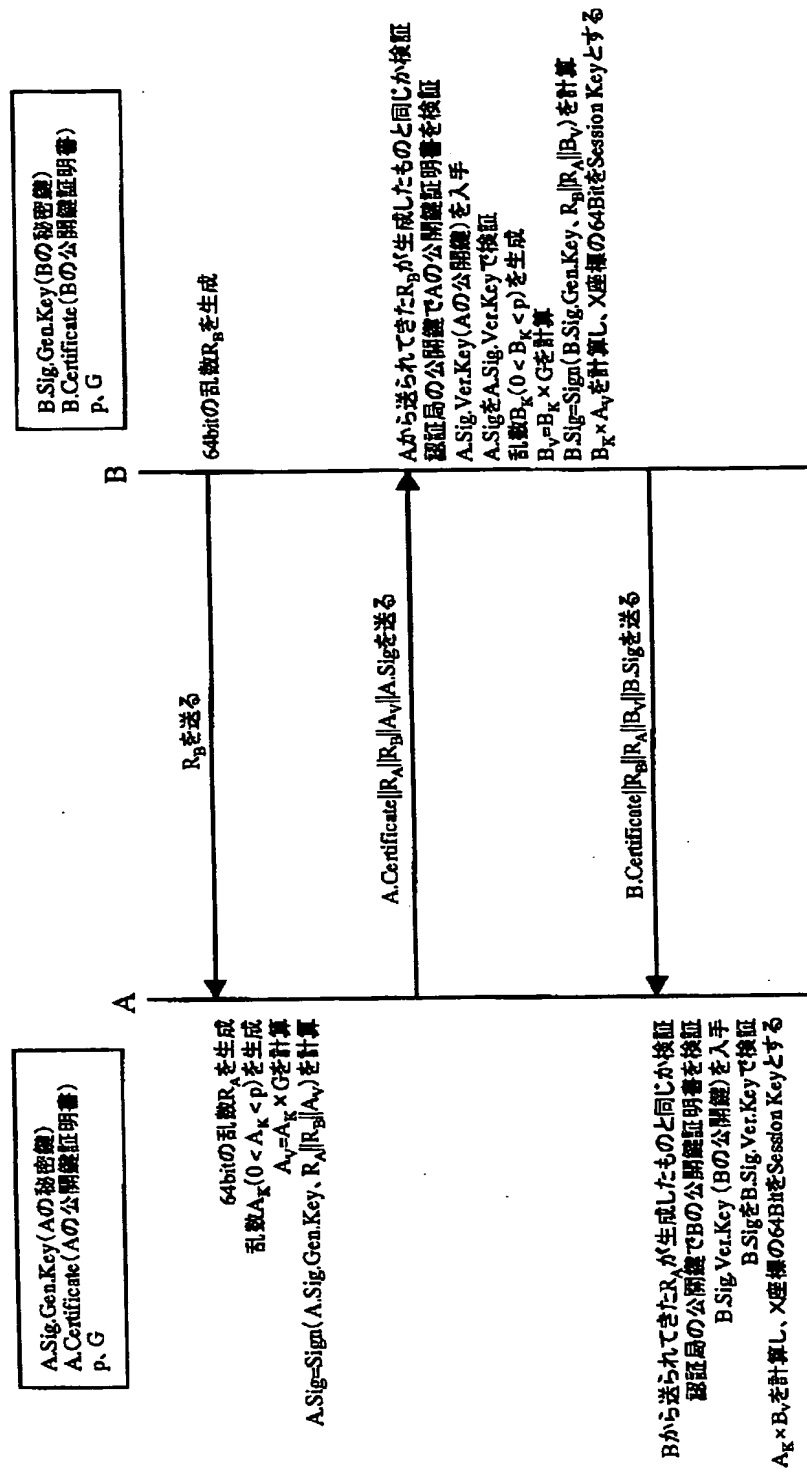 A.Sig.Gen.Key(Aの秘密鍵)
A.Certificate(Aの公開鍵証明書)
p、G
B.Sig.Gen.Key(Bの秘密鍵)
B.Certificate(Bの公開鍵証明書)
p、G
A
B
64bitの乱数R_Bを生成
R_Bを送る
64bitの乱数R_Aを生成
乱数A_K(0<A_K<p)を生成
A_V=A_K×Gを計算
A.Sig=Sign(A.Sig.Gen.Key、R_A||R_B||A_V)を計算
A.Certificate||R_A||R_B||A_V||A.Sigを送る
Aから送られてきたR_Bが生成したものと同じか検証
認証局の公開鍵でAの公開鍵証明書を検証
A.Sig.Ver.Key(Aの公開鍵)を入手
A.SigをA.Sig.Ver.Keyで検証
乱数B_K(0<B_K<p)を生成
B_V=B_K×Gを計算
B.Sig=Sign(B.Sig.Gen.Key、R_B||R_A||B_V)を計算
B_K×A_Vを計算し、X座標の64BitをSession Keyとする
B.Certificate||R_B||R_A||B_V||B.Sigを送る
Bから送られてきたR_Aが生成したものと同じか検証
認証局の公開鍵でBの公開鍵証明書を検証
B.Sig.Ver.Key (Bの公開鍵)を入手
B.SigをB.Sig.Ver.Keyで検証
A_K×B_Vを計算し、X座標の64BitをSession Keyとする